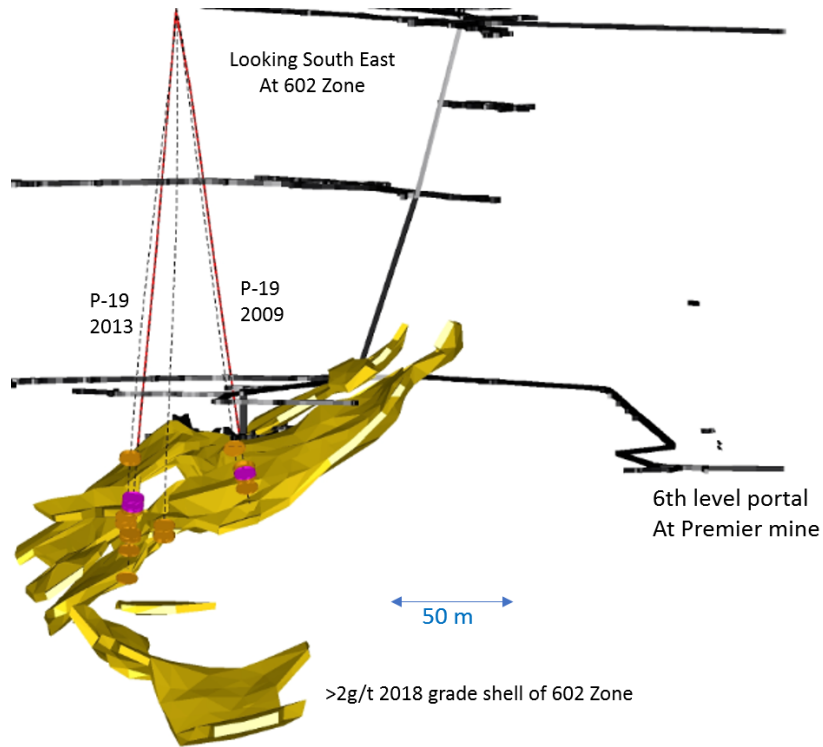 Looking South East
At 602 Zone
P-19
2013
P-19
2009
6th level portal
At Premier mine
50 m
>2g/t 2018 grade shell of 602 Zone